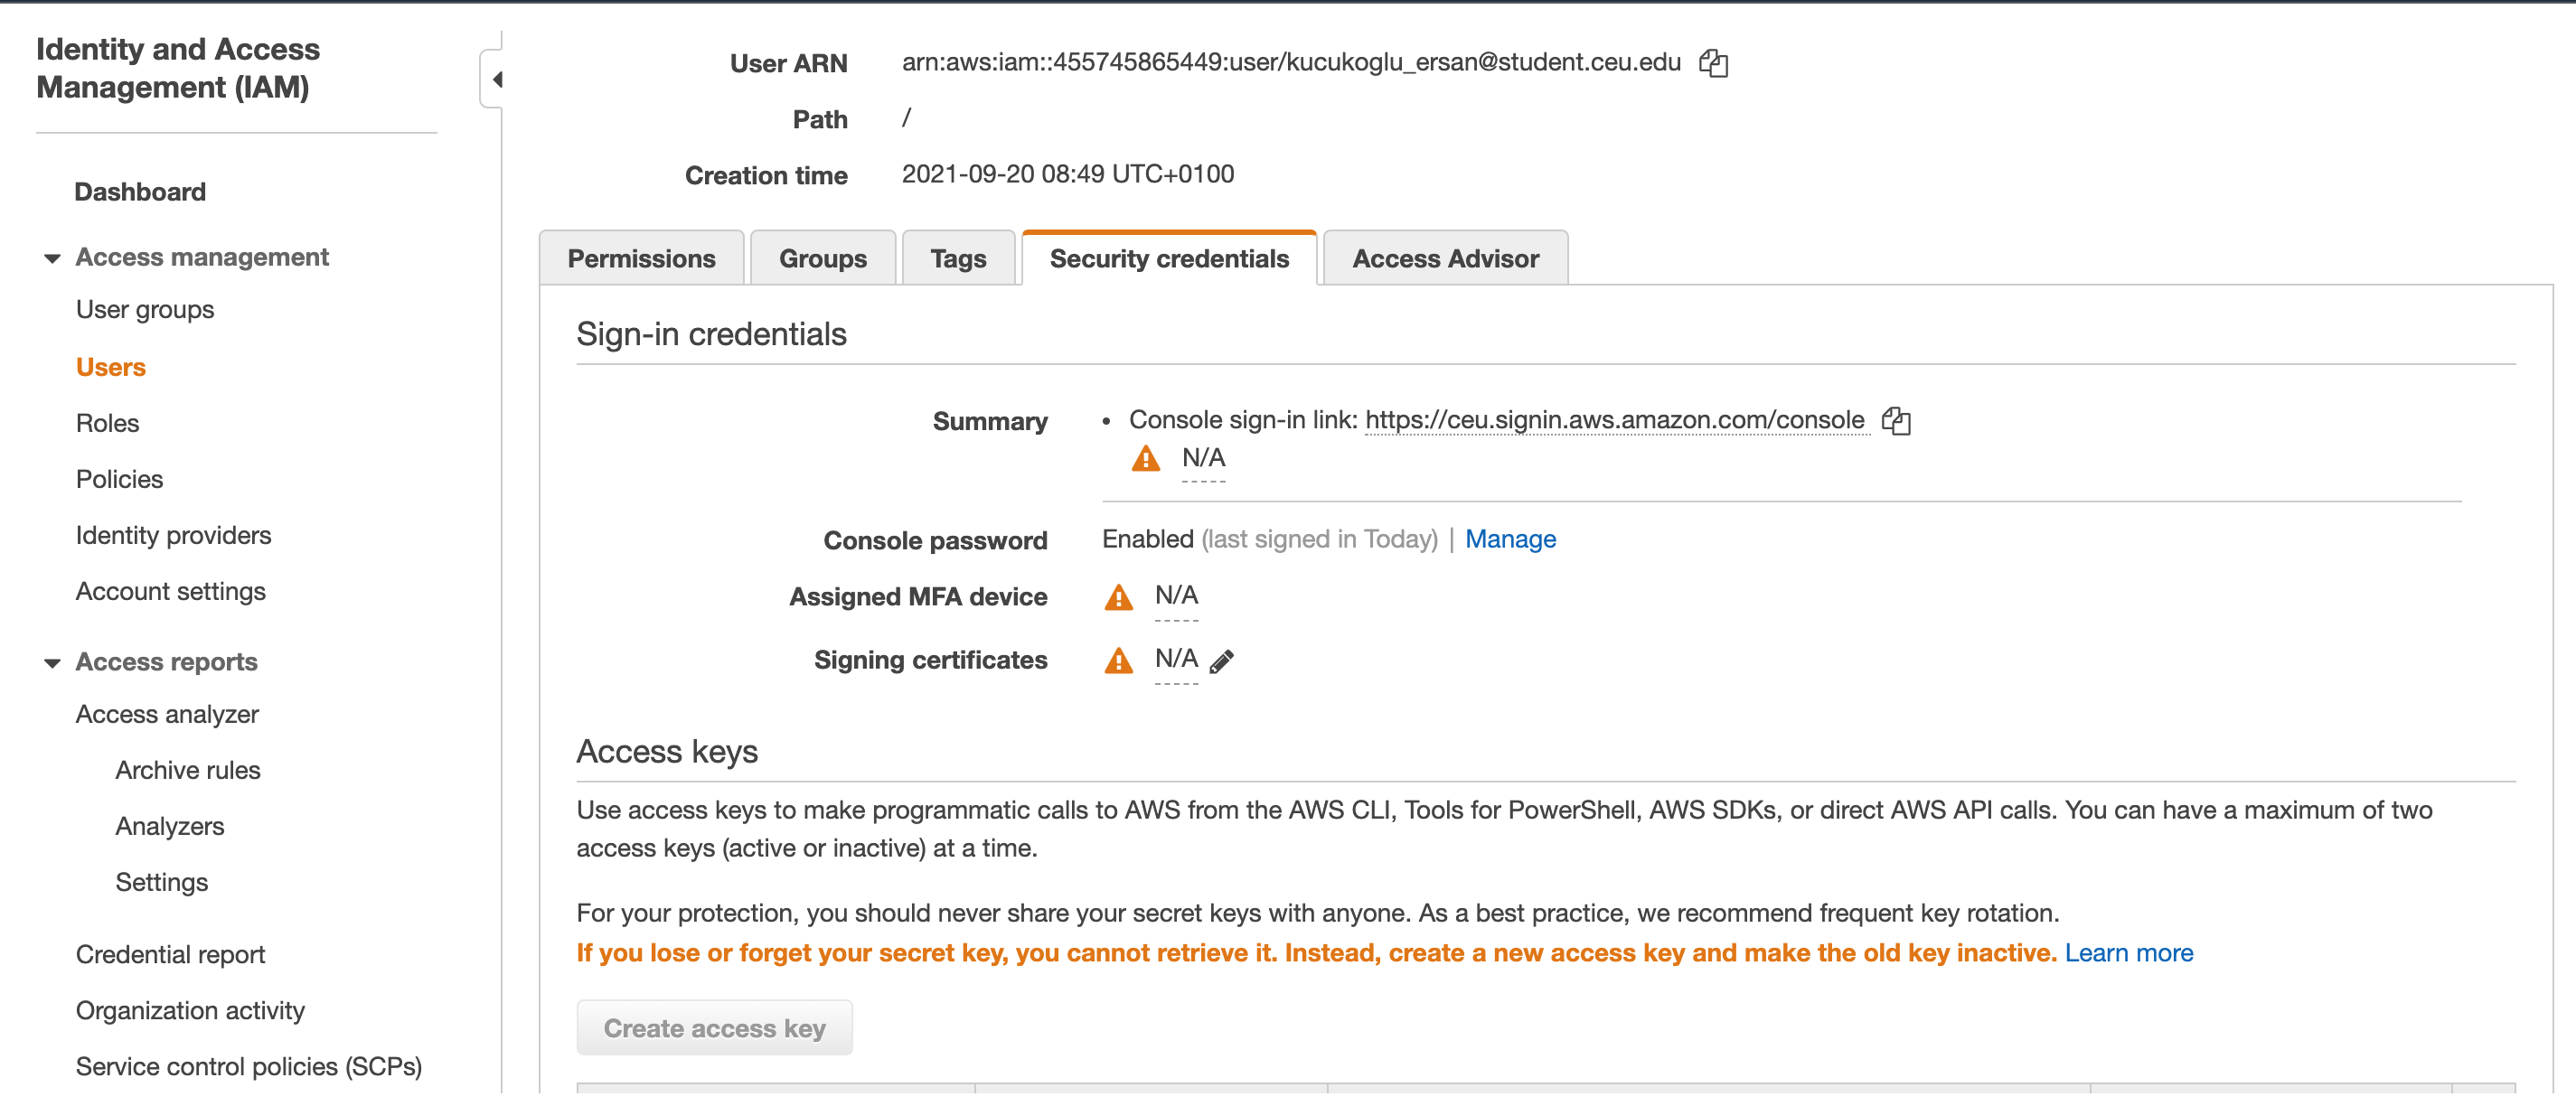 Identity and Access
Management (IAM)
Dashboard
Access management
User groups
Users
Roles
Policies
Identity providers
Account settings
Access reports
Access analyzer
Archive rules
Analyzers
Settings
Credential report
Organization activity
Service control policies (SCPs)
User ARN arn:aws:iam::455745865449:user/kucukoglu_ersan@student.ceu.edu
Path /
Creation time 2021-09-20 08:49 UTC+0100
Permissions Groups Tags Security credentials Access Advisor
Sign-in credentials
Summary • Console sign-in link: https://ceu.signin.aws.amazon.com/console
N/A
Console password Enabled (last signed in Today) | Manage
Assigned MFA device N/A
Signing certificates N/A
Access keys
Use access keys to make programmatic calls to AWS from the AWS CLI, Tools for PowerShell, AWS SDKs, or direct AWS API calls. You can have a maximum of two
access keys (active or inactive) at a time.
For your protection, you should never share your secret keys with anyone. As a best practice, we recommend frequent key rotation.
If you lose or forget your secret key, you cannot retrieve it. Instead, create a new access key and make the old key inactive. Learn more
Create access key